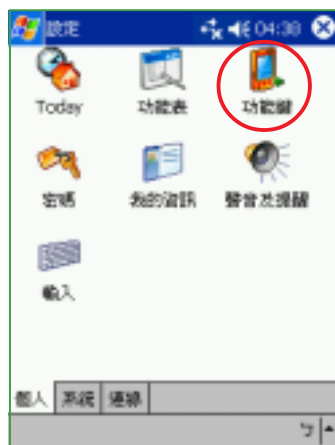 設定 04:38
Today 功能表 功能鍵
密碼 我的資訊 聲音及提醒
輸入
個人 系統 連線
ㄅ